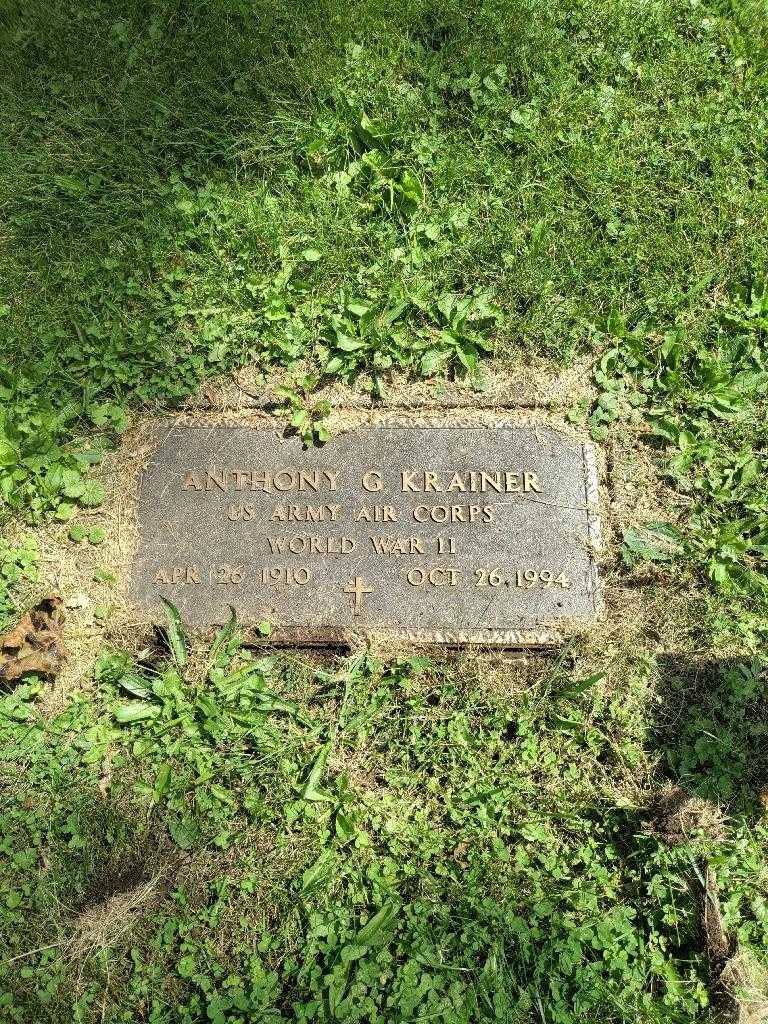 ANTHONY G KRAINER
US ARMY AIR CORPS
WORLD WAR II
APR 26 1910 OCT 26, 1994